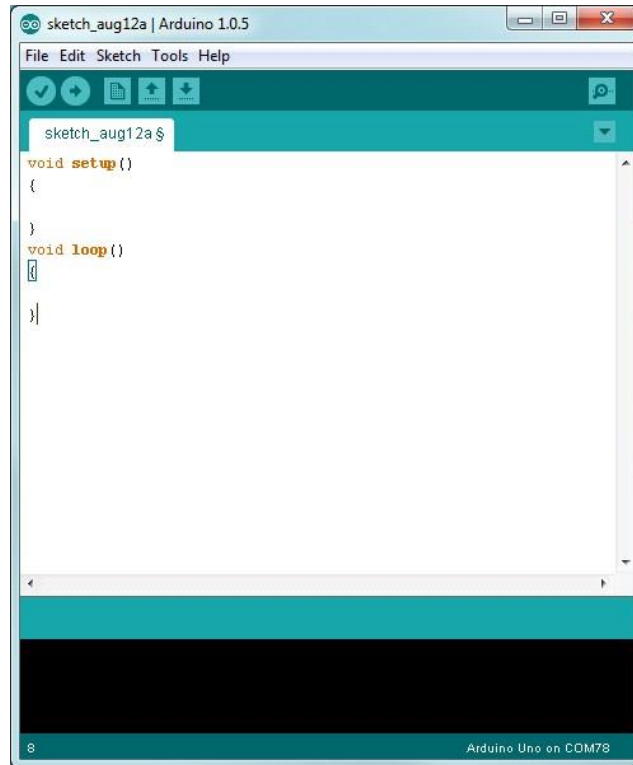 sketch_aug12a | Arduino 1.0.5
File Edit Sketch Tools Help
sketch_aug12a §
void setup()
{
}
void loop()
{
}
8
Arduino Uno on COM78